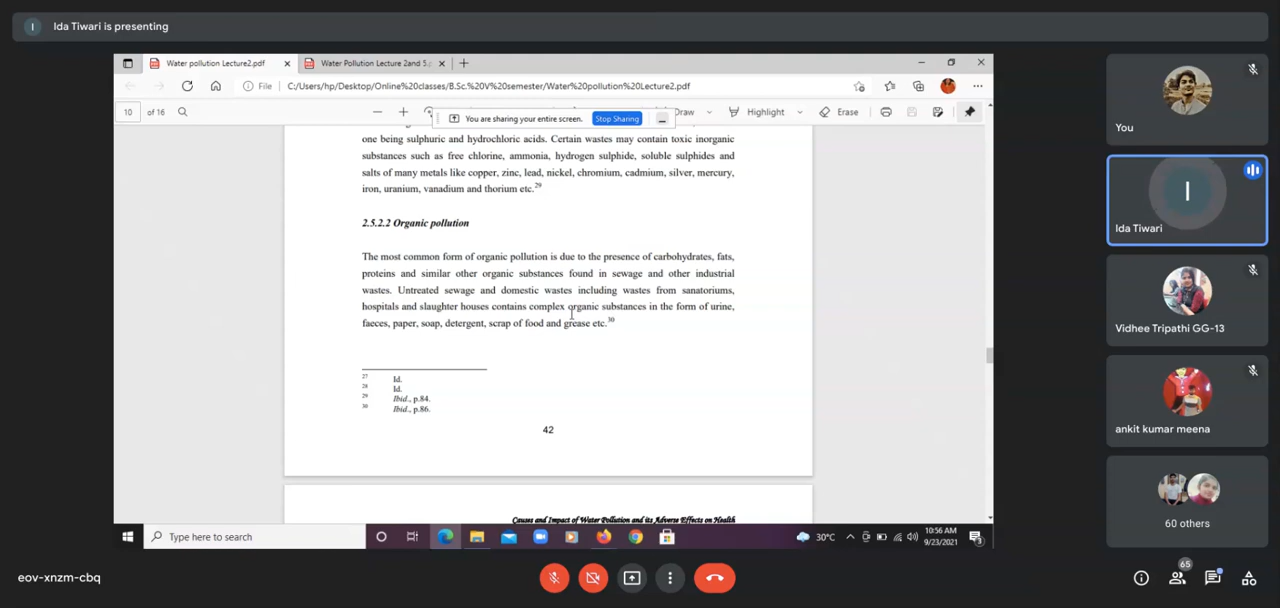 I Ida Tiwari is presenting
Water pollution Lecture2.pdf
Water Pollution Lecture 2and 5.p
File C:/Users/hp/Desktop/Online%20classes/B.Sc.%20V%20semester/Water%20pollution%20Lecture2.pdf
10 of 16
Draw Highlight Erase
You are sharing your entire screen. Stop Sharing
one being sulphuric and hydrochloric acids. Certain wastes may contain toxic inorganic
substances such as free chlorine, ammonia, hydrogen sulphide, soluble sulphides and
salts of many metals like copper, zinc, lead, nickel, chromium, cadmium, silver, mercury,
iron, uranium, vanadium and thorium etc.29
2.5.2.2 Organic pollution
The most common form of organic pollution is due to the presence of carbohydrates, fats,
proteins and similar other organic substances found in sewage and other industrial
wastes. Untreated sewage and domestic wastes including wastes from sanatoriums,
hospitals and slaughter houses contains complex organic substances in the form of urine,
faeces, paper, soap, detergent, scrap of food and grease etc.30
27 Id.
28 Id.
29 Ibid., p.84.
30 Ibid., p.86.
42
Causes and Impact of Water Pollution and its Adverse Effects on Health
Type here to search
30°C
10:56 AM
9/23/2021
3
You
I
Ida Tiwari
Vidhee Tripathi GG-13
ankit kumar meena
60 others
eov-xnzm-cbq
65